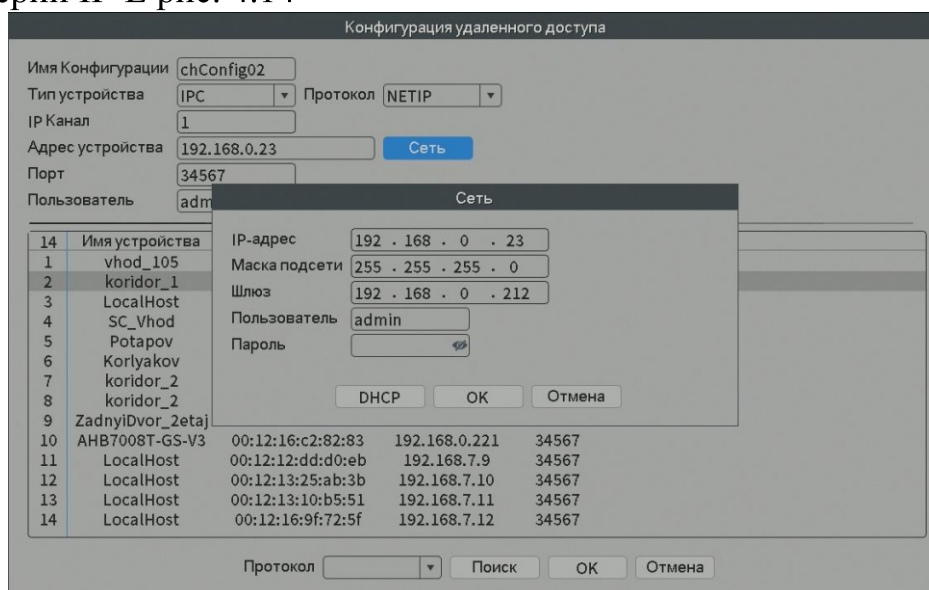 IP-E рис. 4.14
Конфигурация удаленного доступа
Имя Конфигурации chConfig02
Тип устройства IPC Протокол NETIP
IP Канал 1
Адрес устройства 192.168.0.23 Сеть
Порт 34567
Пользователь adm
Сеть
IP-адрес 192 . 168 . 0 . 23
Маска подсети 255 . 255 . 255 . 0
Шлюз 192 . 168 . 0 . 212
Пользователь admin
Пароль
DHCP OK Отмена
14 Имя устройства
1 vhod_105
2 koridor_1
3 LocalHost
4 SC_Vhod
5 Potapov
6 Korlyakov
7 koridor_2
8 koridor_2
9 ZadnyiDvor_2etaj
10 AHB7008T-GS-V3 00:12:16:c2:82:83 192.168.0.221 34567
11 LocalHost 00:12:12:dd:d0:eb 192.168.7.9 34567
12 LocalHost 00:12:13:25:ab:3b 192.168.7.10 34567
13 LocalHost 00:12:13:10:b5:51 192.168.7.11 34567
14 LocalHost 00:12:16:9f:72:5f 192.168.7.12 34567
Протокол Поиск OK Отмена